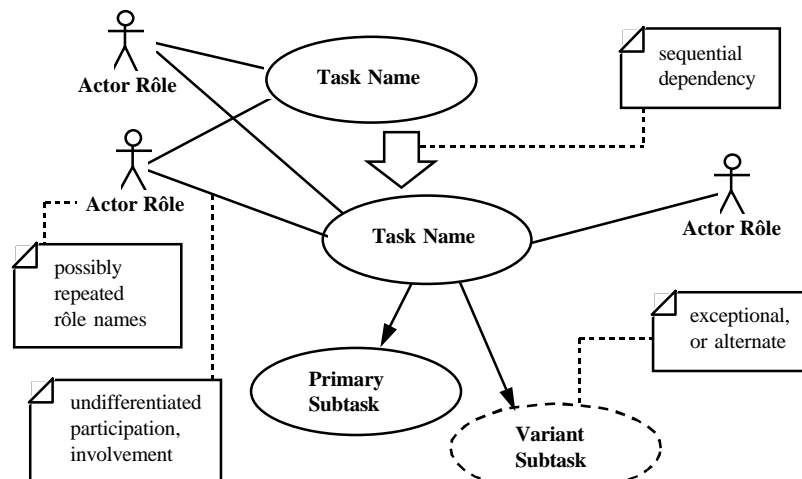 Actor Rôle
Task Name
sequential
dependency
Actor Rôle
Task Name
Actor Rôle
possibly
repeated
rôle names
exceptional,
or alternate
Primary
Subtask
undifferentiated
participation,
involvement
Variant
Subtask